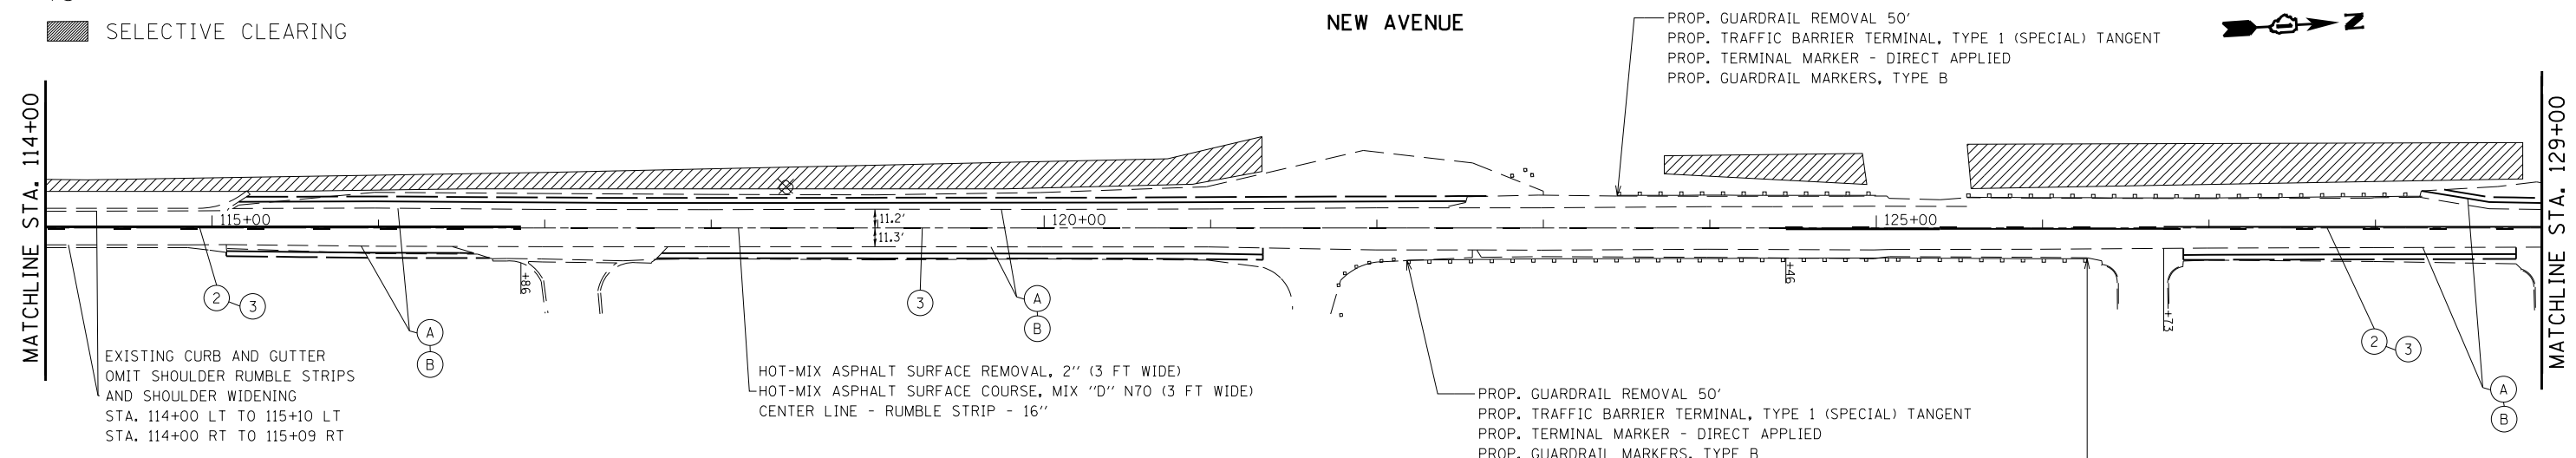 SELECTIVE CLEARING
NEW AVENUE
PROP. GUARDRAIL REMOVAL 50'
PROP. TRAFFIC BARRIER TERMINAL, TYPE 1 (SPECIAL) TANGENT
PROP. TERMINAL MARKER - DIRECT APPLIED
PROP. GUARDRAIL MARKERS, TYPE B
N
MATCHLINE STA. 114+00
115+00
11.2'
11.3'
120+00
125+00
MATCHLINE STA. 129+00
+86
+46
+73
2
3
A
B
3
A
B
2
3
A
B
EXISTING CURB AND GUTTER
OMIT SHOULDER RUMBLE STRIPS
AND SHOULDER WIDENING
STA. 114+00 LT TO 115+10 LT
STA. 114+00 RT TO 115+09 RT
HOT-MIX ASPHALT SURFACE REMOVAL, 2" (3 FT WIDE)
HOT-MIX ASPHALT SURFACE COURSE, MIX "D" N70 (3 FT WIDE)
CENTER LINE - RUMBLE STRIP - 16"
PROP. GUARDRAIL REMOVAL 50'
PROP. TRAFFIC BARRIER TERMINAL, TYPE 1 (SPECIAL) TANGENT
PROP. TERMINAL MARKER - DIRECT APPLIED
PROP. GUARDRAIL MARKERS, TYPE B